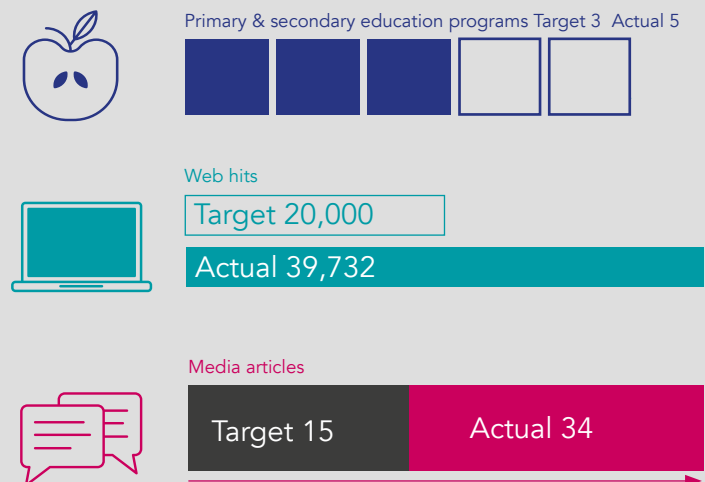 Primary & secondary education programs Target 3 Actual 5
Web hits
Target 20,000
Actual 39,732
Media articles
Target 15 Actual 34